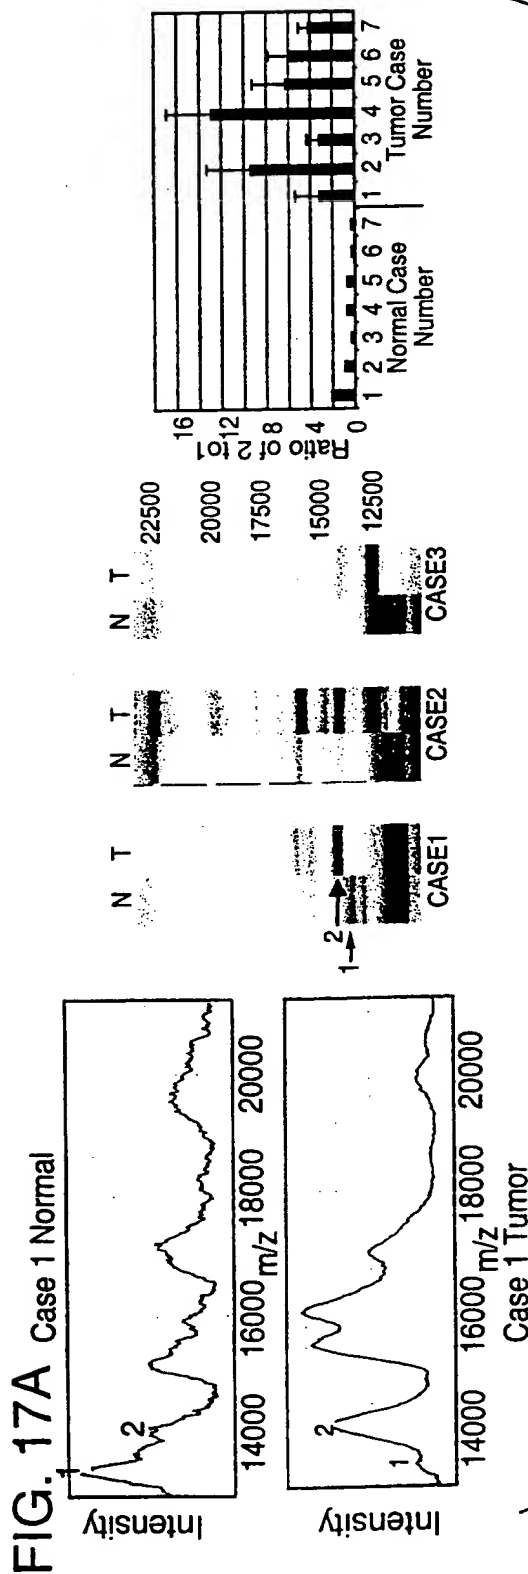 FIG. 17A
Case 1 Normal
Intensity
1
2
14000 16000 18000 20000
m/z
Intensity
1
2
14000 16000 18000 20000
m/z
Case 1 Tumor
N T
2
1
CASE1
N T
CASE2
N T
CASE3
22500
20000
17500
15000
12500
Ratio of 2 to1
16
12
8
4
0
1 2 3 4 5 6 7
Normal Case
Number
1 2 3 4 5 6 7
Tumor Case
Number